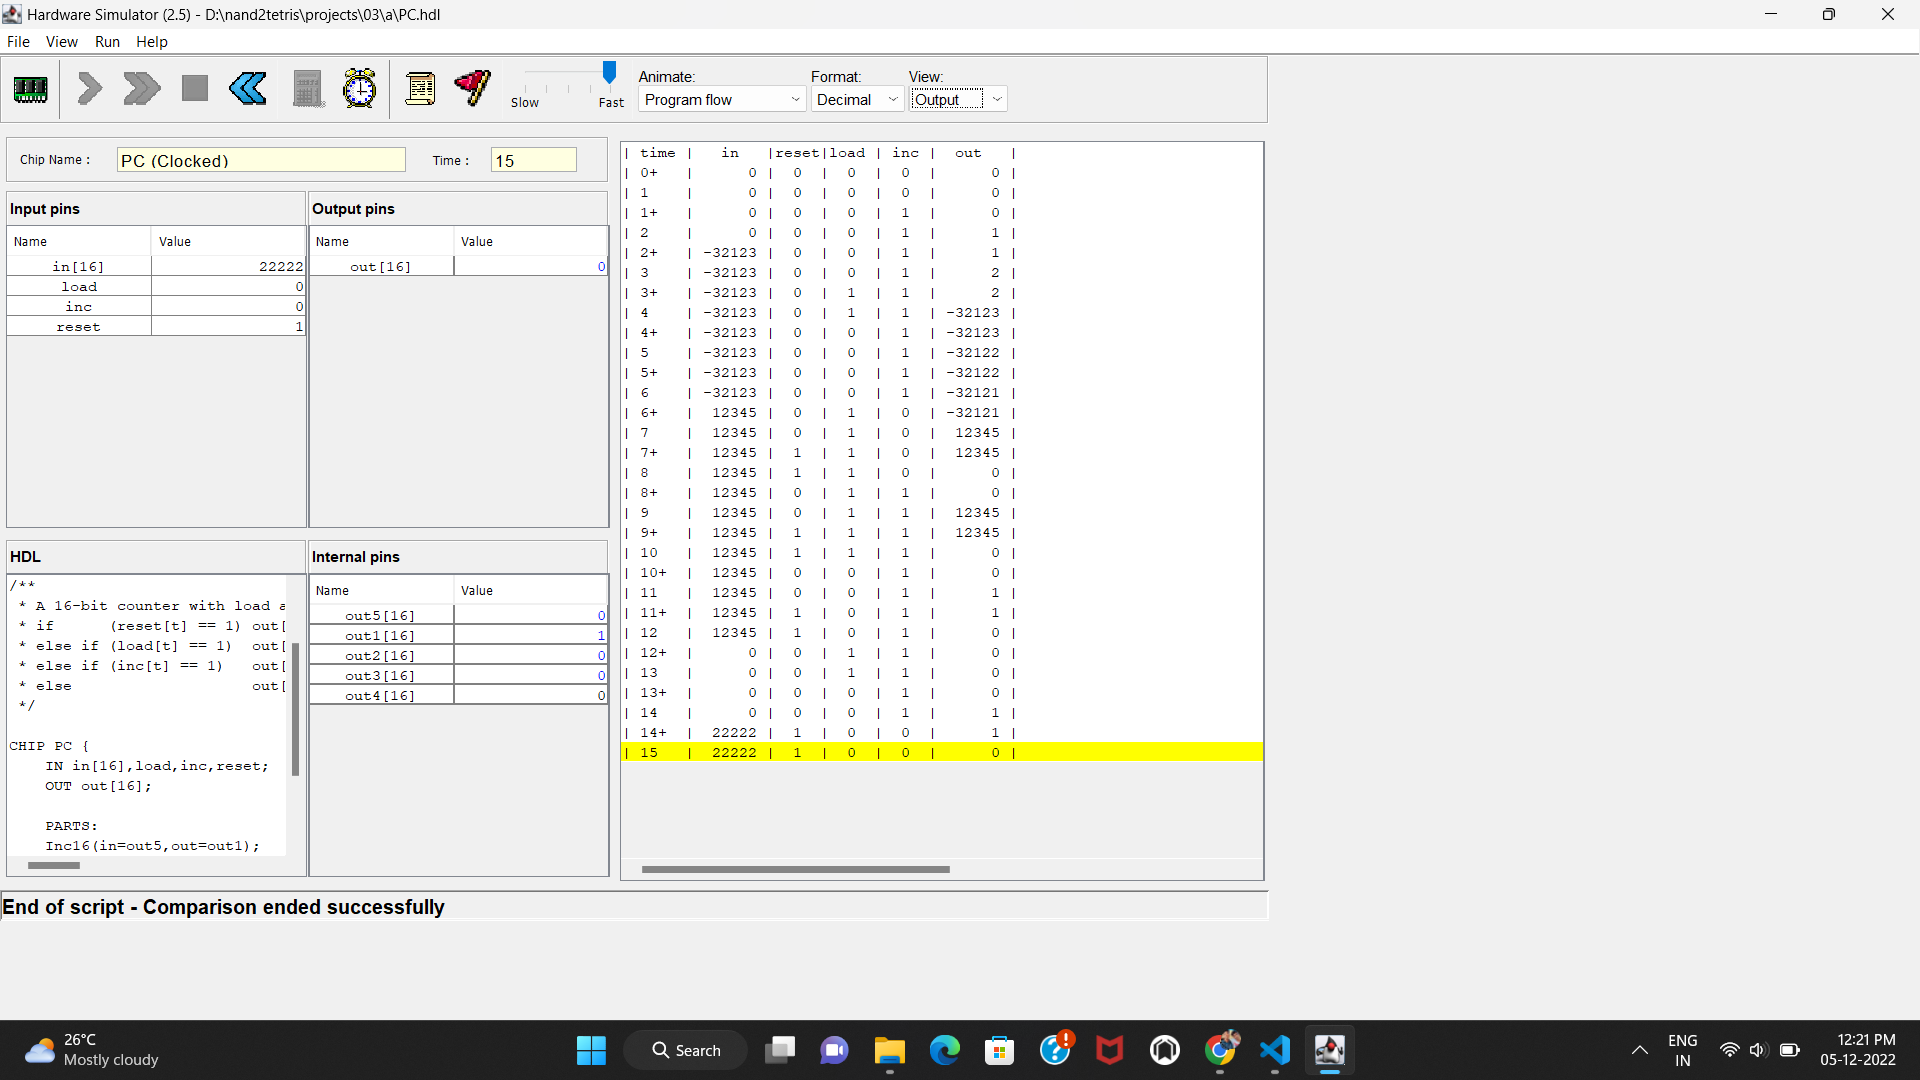 Hardware Simulator (2.5) - D:\nand2tetris\projects\03\a\PC.hdl
File View Run Help
Slow Fast
Animate: Format: View:
Program flow Decimal Output
Chip Name : PC (Clocked) Time : 15
Input pins
Name Value
in[16] 22222
load 0
inc 0
reset 1
Output pins
Name Value
out[16] 0
HDL
/**
* A 16-bit counter with load a
* if (reset[t] == 1) out[
* else if (load[t] == 1) out[
* else if (inc[t] == 1) out[
* else out[
*/
CHIP PC {
IN in[16],load,inc,reset;
OUT out[16];
PARTS:
Inc16(in=out5,out=out1);
Internal pins
Name Value
out5[16] 0
out1[16] 1
out2[16] 0
out3[16] 0
out4[16] 0
| time | in |reset|load | inc | out |
| 0+ | 0 | 0 | 0 | 0 | 0 |
| 1 | 0 | 0 | 0 | 0 | 0 |
| 1+ | 0 | 0 | 0 | 1 | 0 |
| 2 | 0 | 0 | 0 | 1 | 1 |
| 2+ | -32123 | 0 | 0 | 1 | 1 |
| 3 | -32123 | 0 | 0 | 1 | 2 |
| 3+ | -32123 | 0 | 1 | 1 | 2 |
| 4 | -32123 | 0 | 1 | 1 | -32123 |
| 4+ | -32123 | 0 | 0 | 1 | -32123 |
| 5 | -32123 | 0 | 0 | 1 | -32122 |
| 5+ | -32123 | 0 | 0 | 1 | -32122 |
| 6 | -32123 | 0 | 0 | 1 | -32121 |
| 6+ | 12345 | 0 | 1 | 0 | -32121 |
| 7 | 12345 | 0 | 1 | 0 | 12345 |
| 7+ | 12345 | 1 | 1 | 0 | 12345 |
| 8 | 12345 | 1 | 1 | 0 | 0 |
| 8+ | 12345 | 0 | 1 | 1 | 0 |
| 9 | 12345 | 0 | 1 | 1 | 12345 |
| 9+ | 12345 | 1 | 1 | 1 | 12345 |
| 10 | 12345 | 1 | 1 | 1 | 0 |
| 10+ | 12345 | 0 | 0 | 1 | 0 |
| 11 | 12345 | 0 | 0 | 1 | 1 |
| 11+ | 12345 | 1 | 0 | 1 | 1 |
| 12 | 12345 | 1 | 0 | 1 | 0 |
| 12+ | 0 | 0 | 1 | 1 | 0 |
| 13 | 0 | 0 | 1 | 1 | 0 |
| 13+ | 0 | 0 | 0 | 1 | 0 |
| 14 | 0 | 0 | 0 | 1 | 1 |
| 14+ | 22222 | 1 | 0 | 0 | 1 |
| 15 | 22222 | 1 | 0 | 0 | 0 |
End of script - Comparison ended successfully
26°C
Mostly cloudy
Search
ENG
IN
12:21 PM
05-12-2022